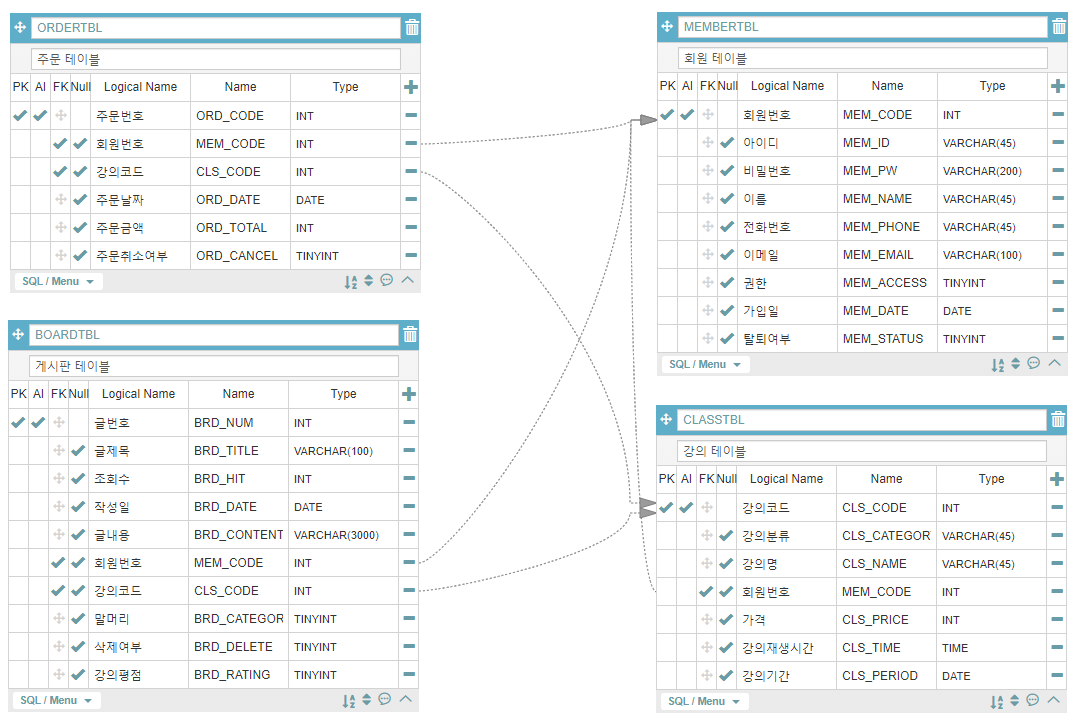 ORDERTBL
주문 테이블
PK AI FK Null Logical Name Name Type
주문번호 ORD_CODE INT
회원번호 MEM_CODE INT
강의코드 CLS_CODE INT
주문날짜 ORD_DATE DATE
주문금액 ORD_TOTAL INT
주문취소여부 ORD_CANCEL TINYINT
SQL / Menu
MEMBERTBL
회원 테이블
PK AI FK Null Logical Name Name Type
회원번호 MEM_CODE INT
아이디 MEM_ID VARCHAR(45)
비밀번호 MEM_PW VARCHAR(200)
이름 MEM_NAME VARCHAR(45)
전화번호 MEM_PHONE VARCHAR(45)
이메일 MEM_EMAIL VARCHAR(100)
권한 MEM_ACCESS TINYINT
가입일 MEM_DATE DATE
탈퇴여부 MEM_STATUS TINYINT
SQL / Menu
BOARDTBL
게시판 테이블
PK AI FK Null Logical Name Name Type
글번호 BRD_NUM INT
글제목 BRD_TITLE VARCHAR(100)
조회수 BRD_HIT INT
작성일 BRD_DATE DATE
글내용 BRD_CONTENT VARCHAR(3000)
회원번호 MEM_CODE INT
강의코드 CLS_CODE INT
말머리 BRD_CATEGOR TINYINT
삭제여부 BRD_DELETE TINYINT
강의평점 BRD_RATING TINYINT
SQL / Menu
CLASSTBL
강의 테이블
PK AI FK Null Logical Name Name Type
강의코드 CLS_CODE INT
강의분류 CLS_CATEGOR VARCHAR(45)
강의명 CLS_NAME VARCHAR(45)
회원번호 MEM_CODE INT
가격 CLS_PRICE INT
강의재생시간 CLS_TIME TIME
강의기간 CLS_PERIOD DATE
SQL / Menu